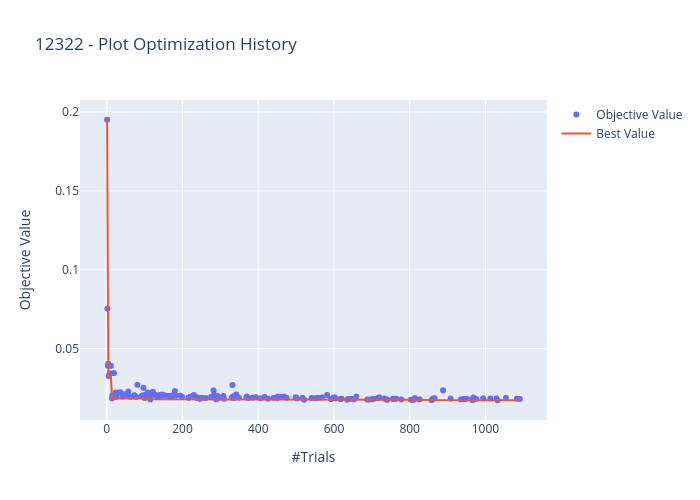 12322 - Plot Optimization History
Objective Value
Best Value
0.2
0.15
0.1
0.05
Objective Value
0
200
400
600
800
1000
#Trials